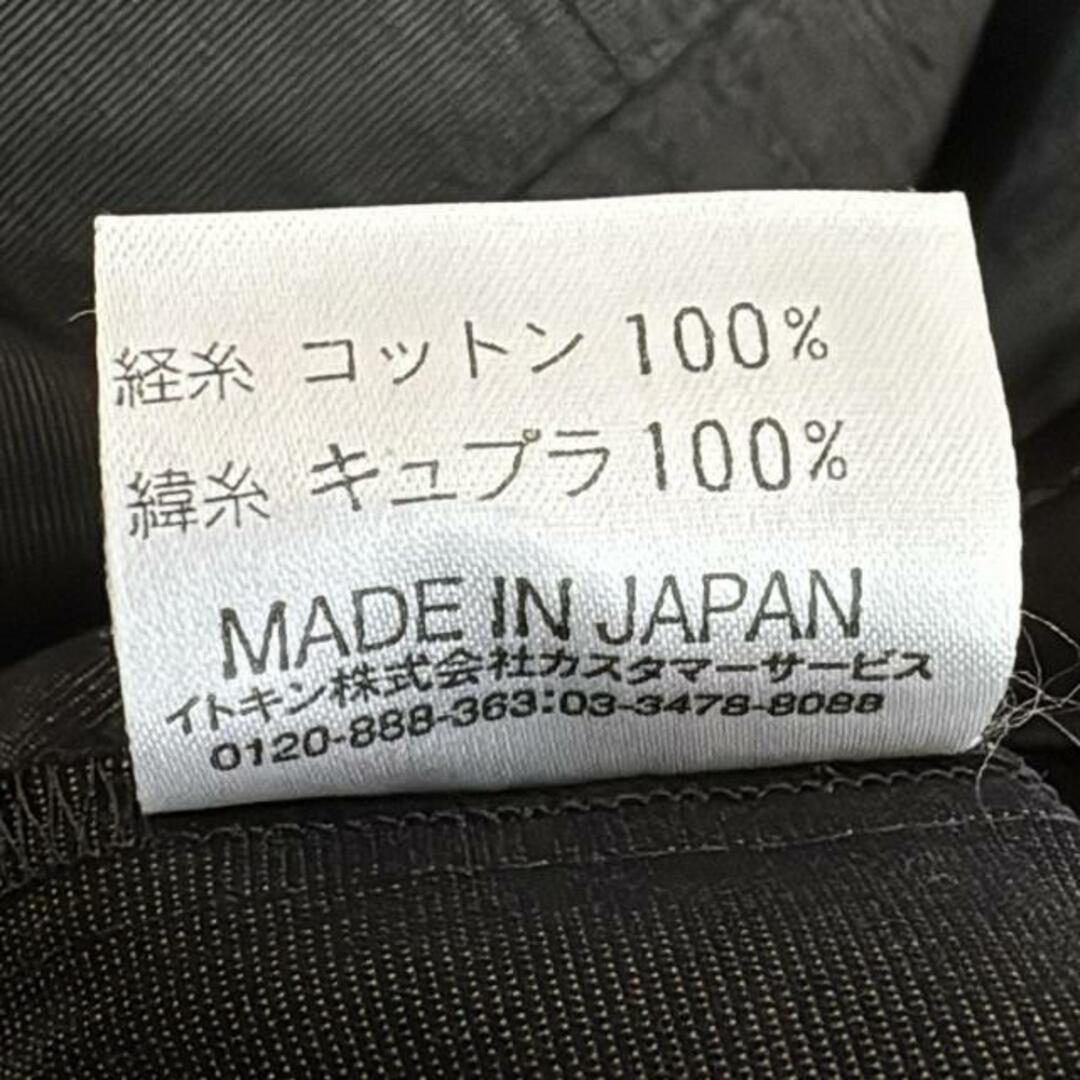 経糸 コットン 100%
緯糸 キュプラ 100%
MADE IN JAPAN
イトキン株式会社カスタマーサービス
0120-888-363:03-3478-8088